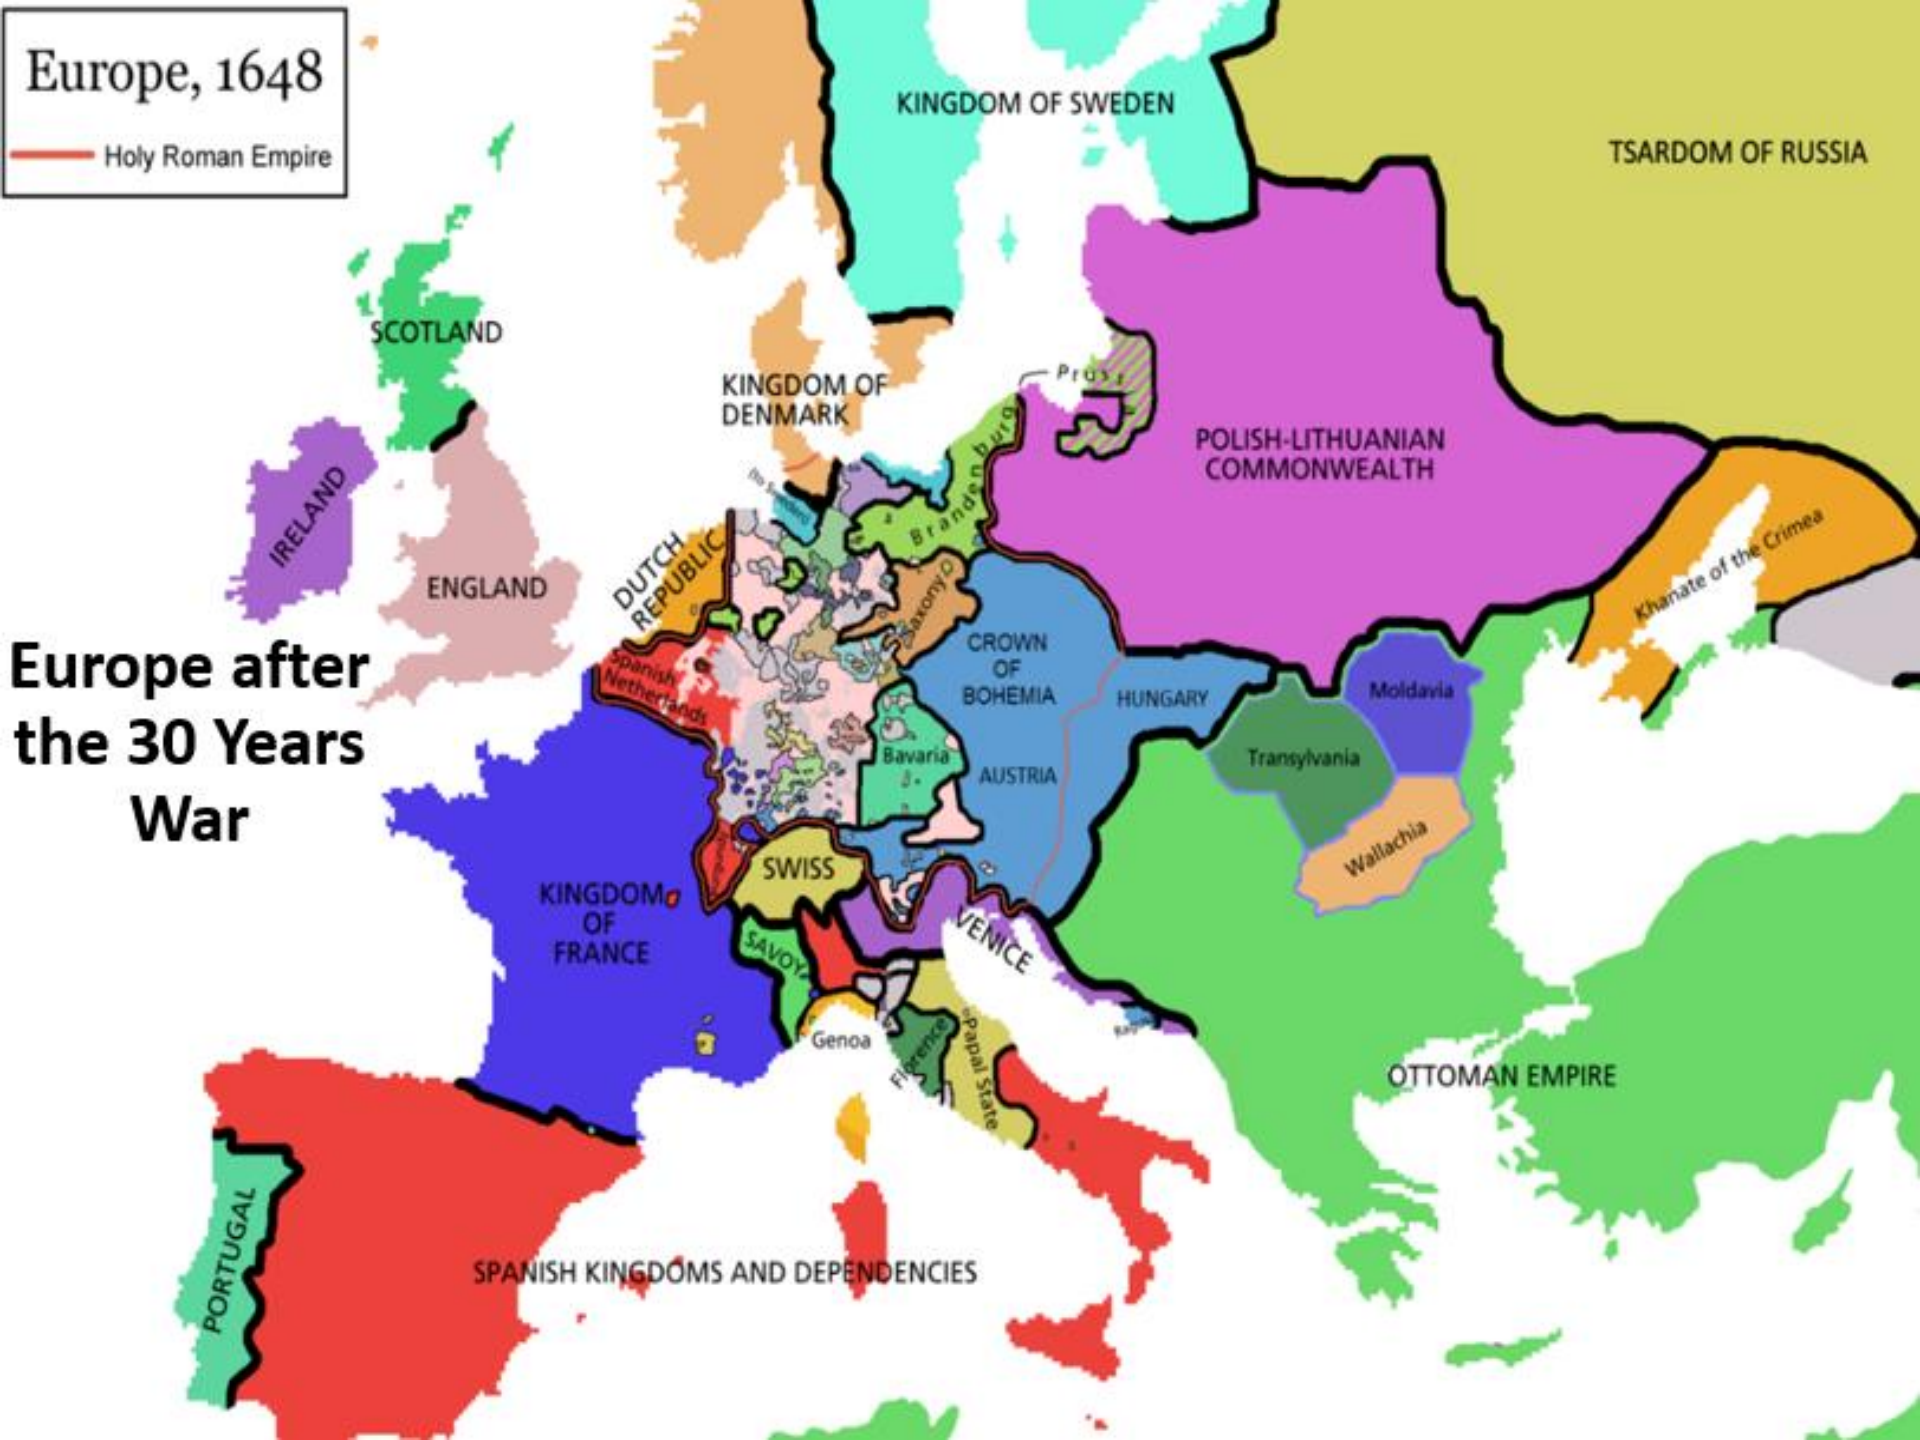 Europe, 1648
Holy Roman Empire
KINGDOM OF SWEDEN
TSARDOM OF RUSSIA
SCOTLAND
KINGDOM OF
DENMARK
Prussi
POLISH-LITHUANIAN
COMMONWEALTH
IRELAND
ENGLAND
(to Sweden)
Brandenburg
DUTCH
REPUBLIC
Khanate of the Crimea
Saxony
Europe after
the 30 Years
War
Spanish
Netherlands
CROWN
OF
BOHEMIA
HUNGARY
Moldavia
Bavaria
AUSTRIA
Transylvania
Wallachia
SWISS
KINGDOM
OF
FRANCE
SAVOY
VENICE
Genoa
Florence
Papal State
OTTOMAN EMPIRE
PORTUGAL
SPANISH KINGDOMS AND DEPENDENCIES